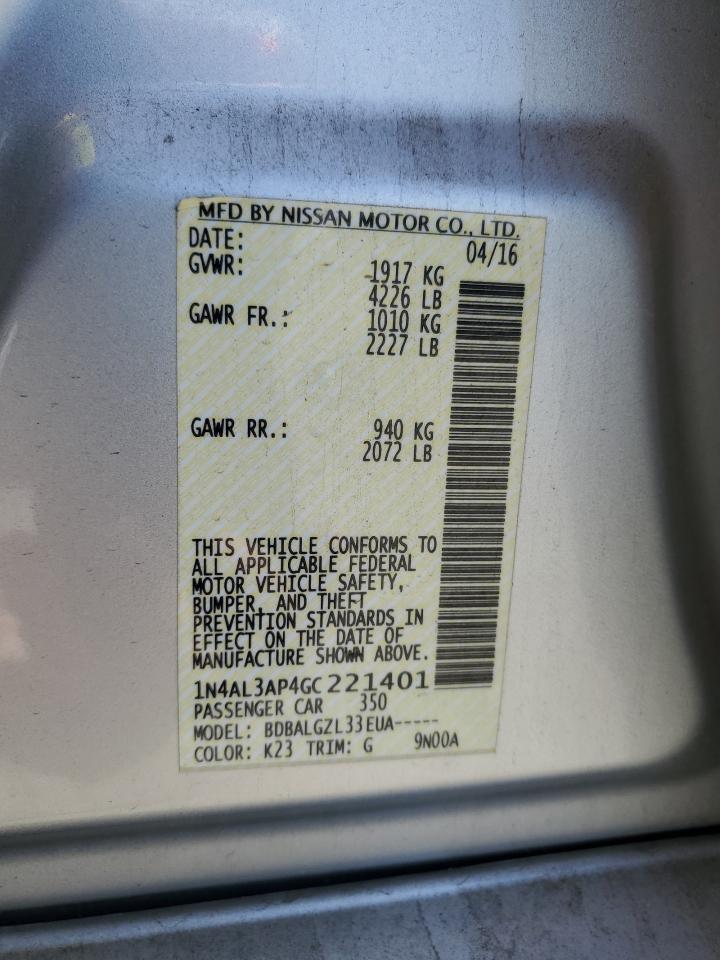 MFD BY NISSAN MOTOR CO., LTD.
DATE: 04/16
GVWR: 1917 KG
4226 LB
GAWR FR.: 1010 KG
2227 LB
GAWR RR.: 940 KG
2072 LB
THIS VEHICLE CONFORMS TO
ALL APPLICABLE FEDERAL
MOTOR VEHICLE SAFETY,
BUMPER, AND THEFT
PREVENTION STANDARDS IN
EFFECT ON THE DATE OF
MANUFACTURE SHOWN ABOVE.
1N4AL3AP4GC221401
PASSENGER CAR 350
MODEL: BDBALGZL33EUA-----
COLOR: K23 TRIM: G 9N00A